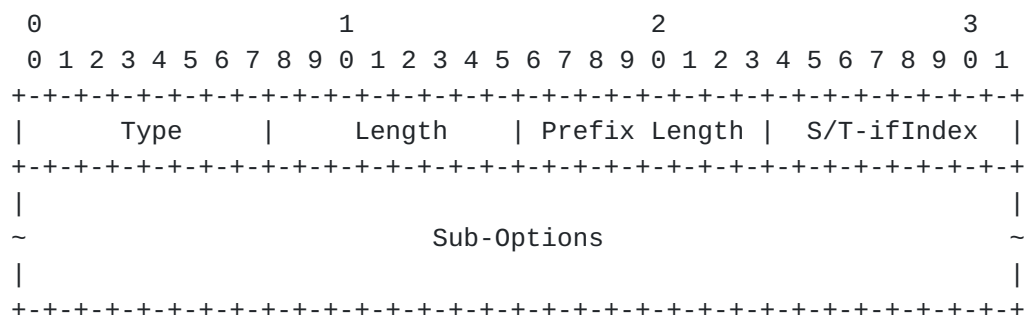 0                   1                   2                   3
 0 1 2 3 4 5 6 7 8 9 0 1 2 3 4 5 6 7 8 9 0 1 2 3 4 5 6 7 8 9 0 1
+-+-+-+-+-+-+-+-+-+-+-+-+-+-+-+-+-+-+-+-+-+-+-+-+-+-+-+-+-+-+-+-+
|      Type     |     Length    | Prefix Length |  S/T-ifIndex  |
+-+-+-+-+-+-+-+-+-+-+-+-+-+-+-+-+-+-+-+-+-+-+-+-+-+-+-+-+-+-+-+-+
|                                                               |
~                          Sub-Options                          ~
|                                                               |
+-+-+-+-+-+-+-+-+-+-+-+-+-+-+-+-+-+-+-+-+-+-+-+-+-+-+-+-+-+-+-+-+